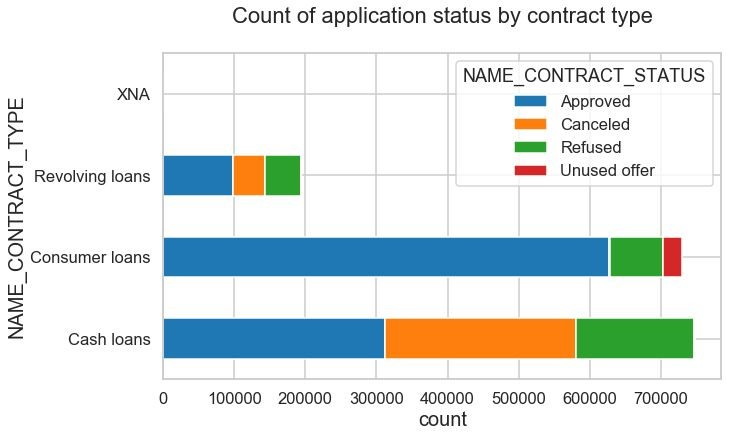 Count of application status by contract type
NAME_CONTRACT_STATUS
Approved
Canceled
Refused
Unused offer
NAME_CONTRACT_TYPE
XNA
Revolving loans
Consumer loans
Cash loans
0 100000 200000 300000 400000 500000 600000 700000
count